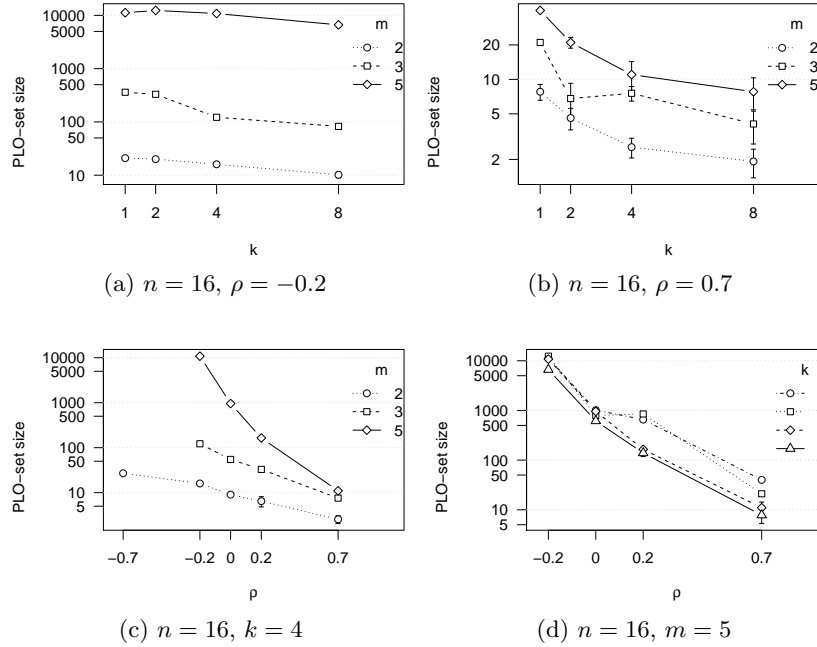 10000
5000
1000
500
100
50
10
PLO−set size
m
2
3
5
1 2 4 8
k
(a) n = 16, ρ = −0.2
20
10
5
2
PLO−set size
m
2
3
5
1 2 4 8
k
(b) n = 16, ρ = 0.7
10000
5000
1000
500
100
50
10
5
PLO−set size
m
2
3
5
−0.7 −0.2 0 0.2 0.7
ρ
(c) n = 16, k = 4
10000
5000
1000
500
100
50
10
5
PLO−set size
k
−0.2 0 0.2 0.7
ρ
(d) n = 16, m = 5